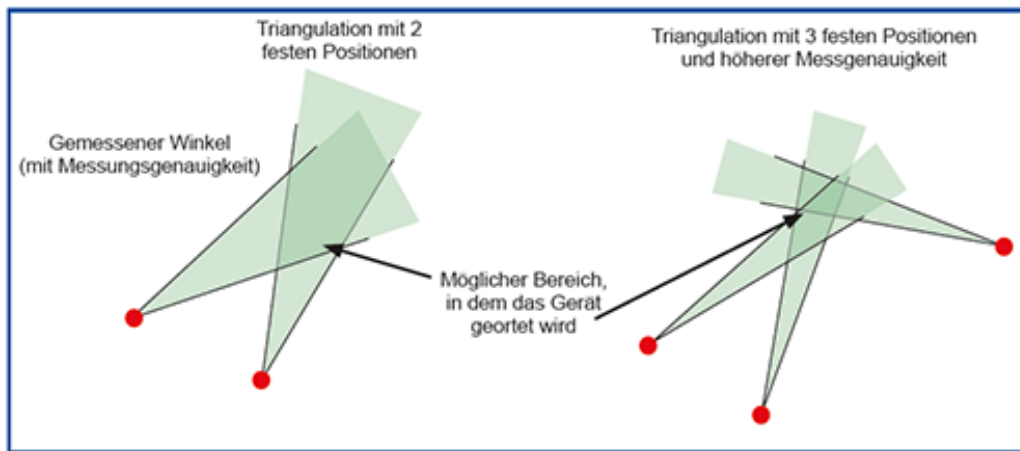 Triangulation mit 2
festen Positionen
Triangulation mit 3 festen Positionen
und höherer Messgenauigkeit
Gemessener Winkel
(mit Messungsgenauigkeit)
Möglicher Bereich,
in dem das Gerät
geortet wird